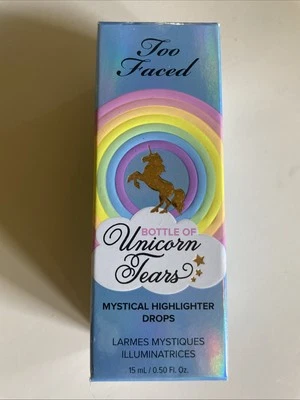 Too
Faced
BOTTLE OF
Unicorn
Tears
MYSTICAL HIGHLIGHTER
DROPS
LARMES MYSTIQUES
ILLUMINATRICES
15 mL / 0.50 Fl. Oz.